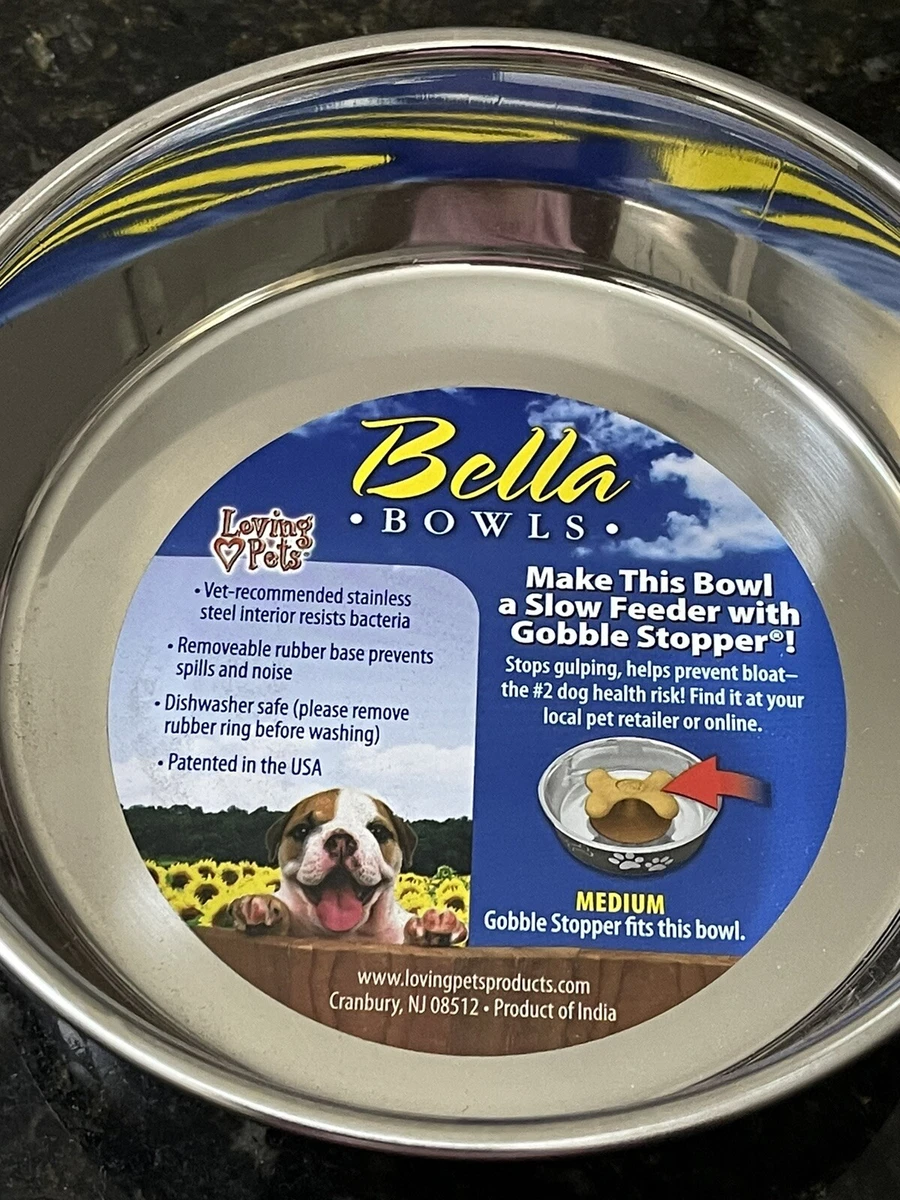 Bella
• BOWLS •
Loving
Pets
• Vet-recommended stainless
steel interior resists bacteria
• Removeable rubber base prevents
spills and noise
• Dishwasher safe (please remove
rubber ring before washing)
• Patented in the USA
Make This Bowl
a Slow Feeder with
Gobble Stopper®!
Stops gulping, helps prevent bloat—
the #2 dog health risk! Find it at your
local pet retailer or online.
MEDIUM
Gobble Stopper fits this bowl.
www.lovingpetsproducts.com
Cranbury, NJ 08512 • Product of India